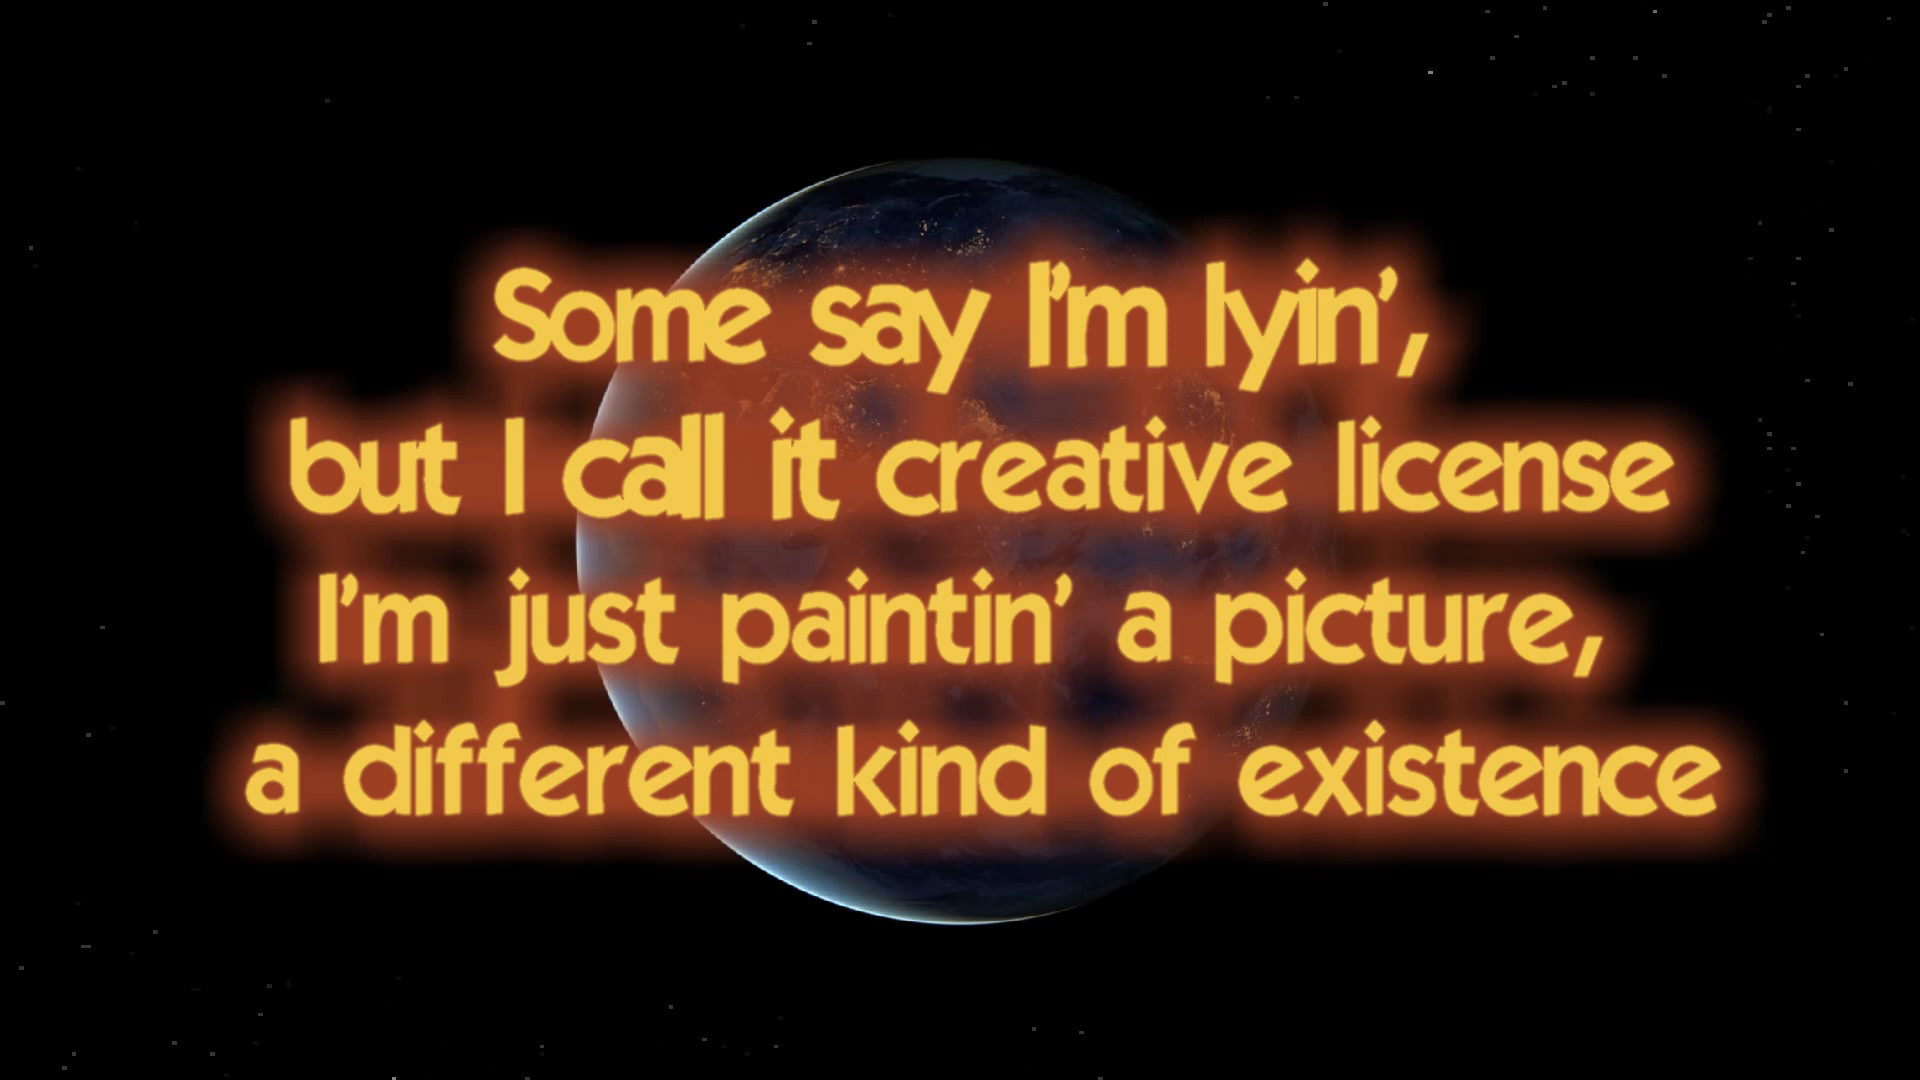 Some say I'm lyin',
but I call it creative license
I'm just paintin' a picture,
a different kind of existence